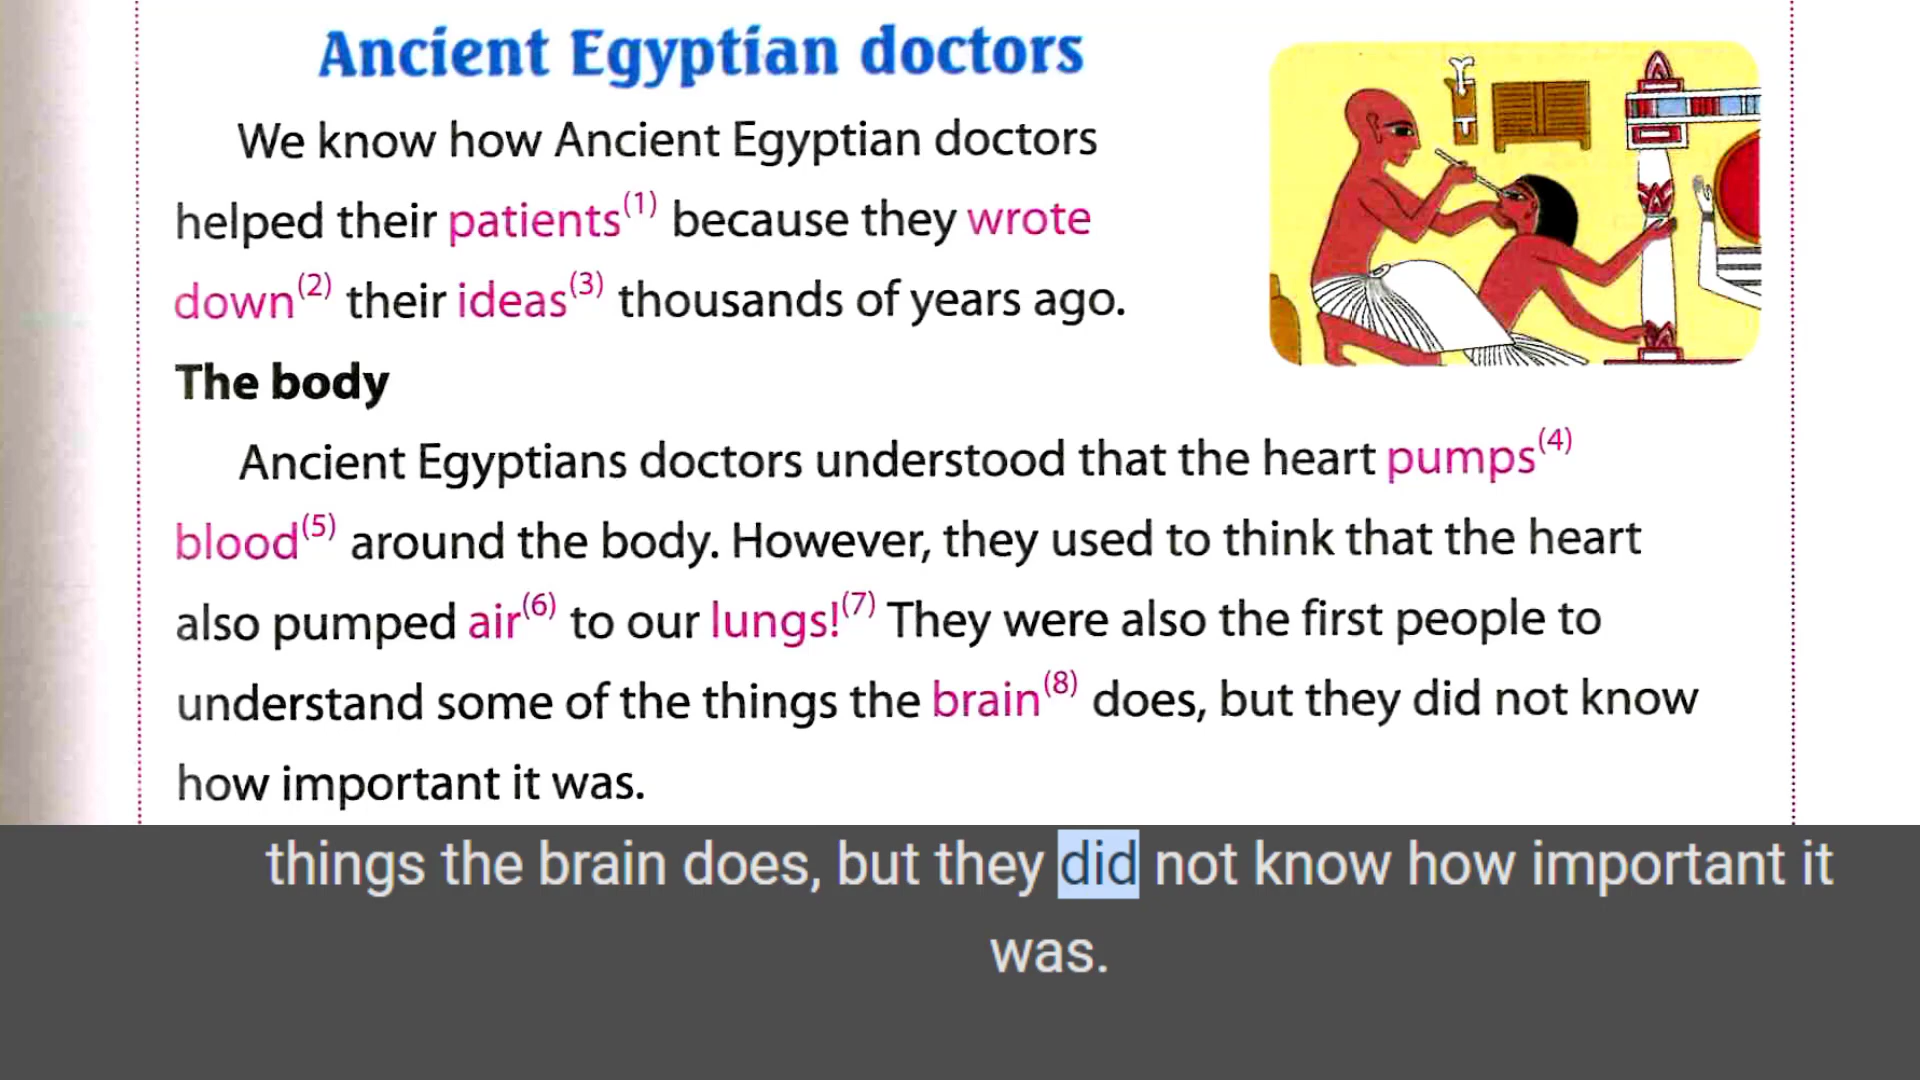 Ancient Egyptian doctors
We know how Ancient Egyptian doctors
helped their patients(1) because they wrote
down(2) their ideas(3) thousands of years ago.
The body
Ancient Egyptians doctors understood that the heart pumps(4)
blood(5) around the body. However, they used to think that the heart
also pumped air(6) to our lungs!(7) They were also the first people to
understand some of the things the brain(8) does, but they did not know
how important it was.
things the brain does, but they did not know how important it
was.